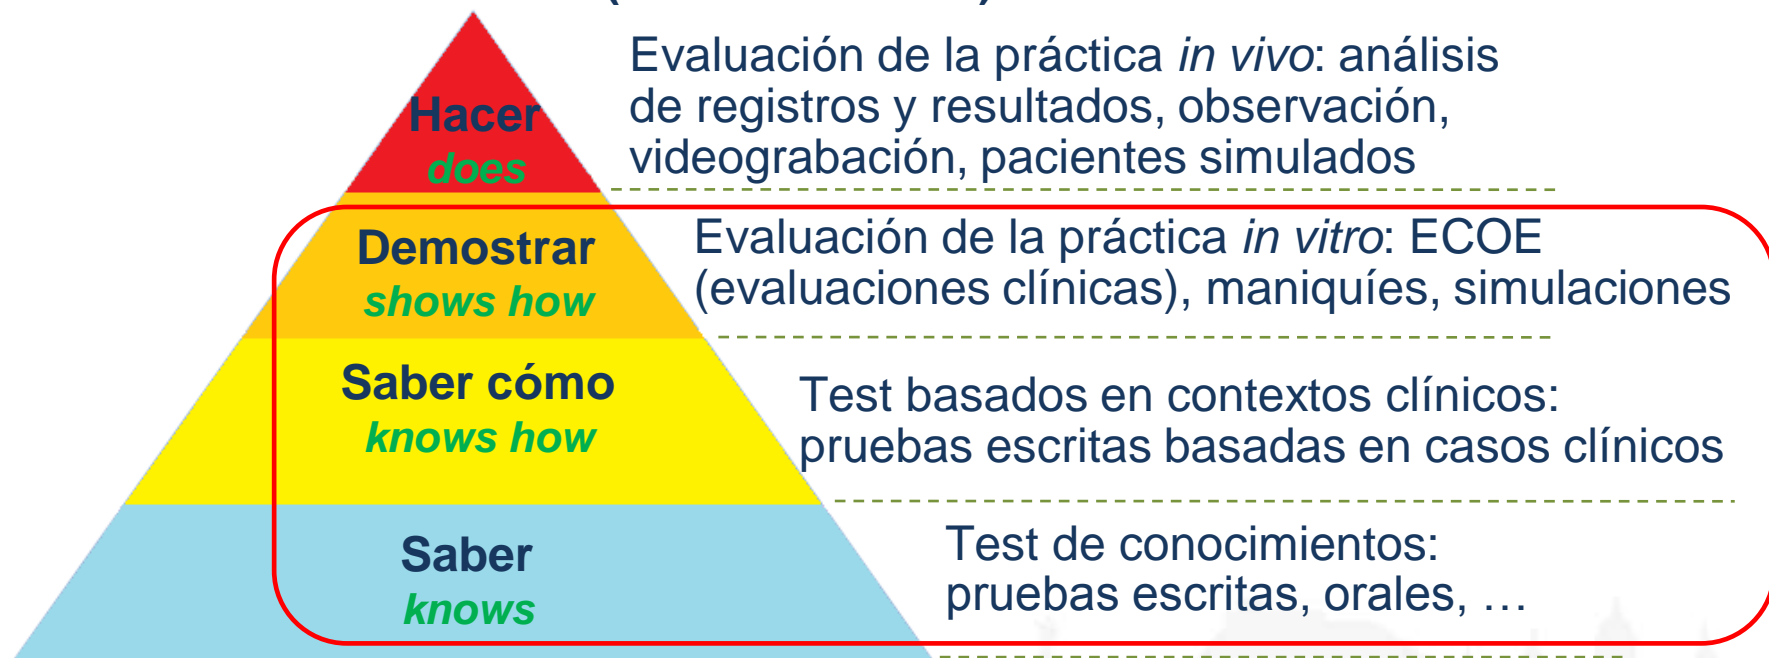 Evaluación de la práctica in vivo: análisis
de registros y resultados, observación,
videograbación, pacientes simulados
Hacer
does
Evaluación de la práctica in vitro: ECOE
(evaluaciones clínicas), maniquíes, simulaciones
Demostrar
shows how
Saber cómo
knows how
Test basados en contextos clínicos:
pruebas escritas basadas en casos clínicos
Saber
knows
Test de conocimientos:
pruebas escritas, orales, …